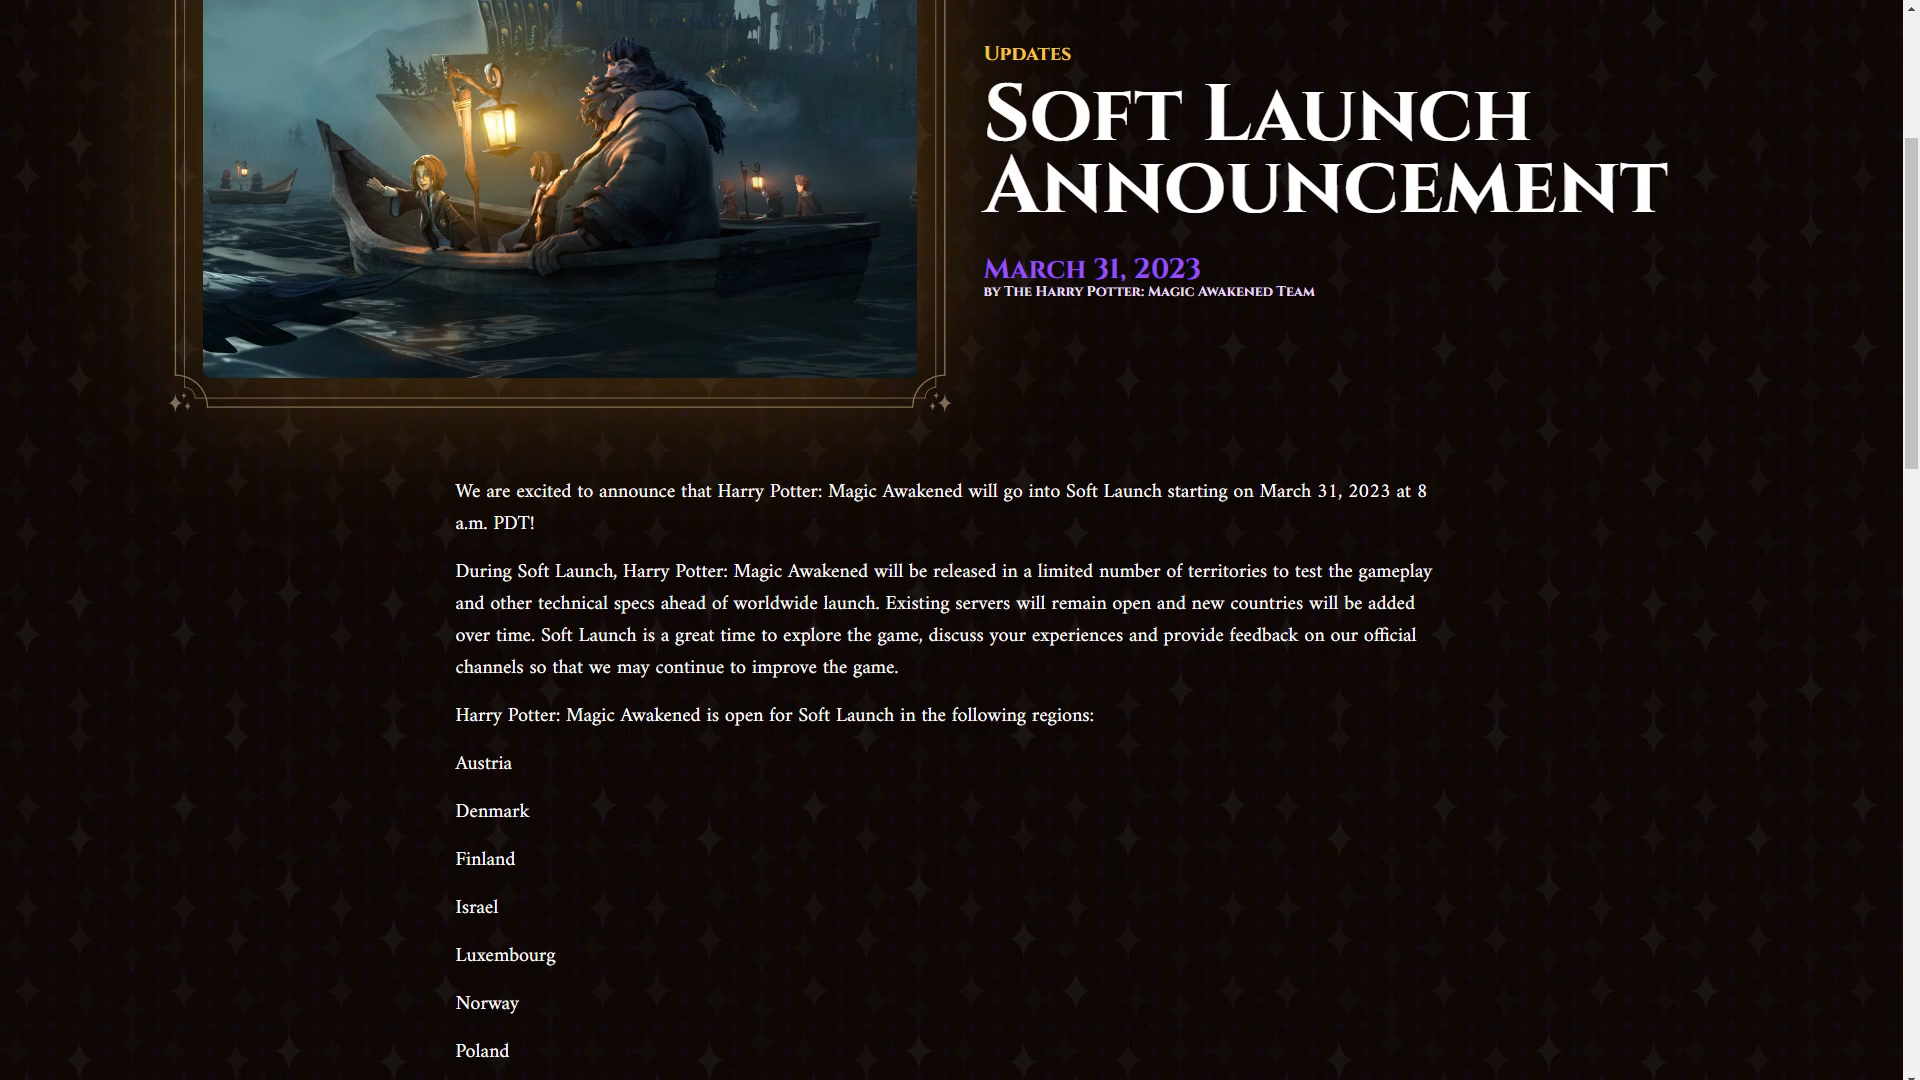 Updates
Soft Launch
Announcement
March 31, 2023
by The Harry Potter: Magic Awakened Team
We are excited to announce that Harry Potter: Magic Awakened will go into Soft Launch starting on March 31, 2023 at 8
a.m. PDT!
During Soft Launch, Harry Potter: Magic Awakened will be released in a limited number of territories to test the gameplay
and other technical specs ahead of worldwide launch. Existing servers will remain open and new countries will be added
over time. Soft Launch is a great time to explore the game, discuss your experiences and provide feedback on our official
channels so that we may continue to improve the game.
Harry Potter: Magic Awakened is open for Soft Launch in the following regions:
Austria
Denmark
Finland
Israel
Luxembourg
Norway
Poland